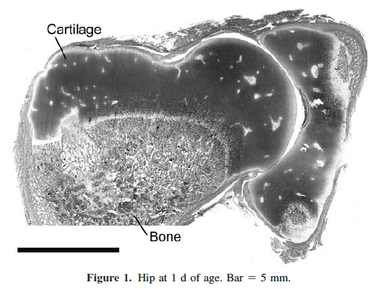 Cartilage
Bone
Figure 1. Hip at 1 d of age. Bar = 5 mm.